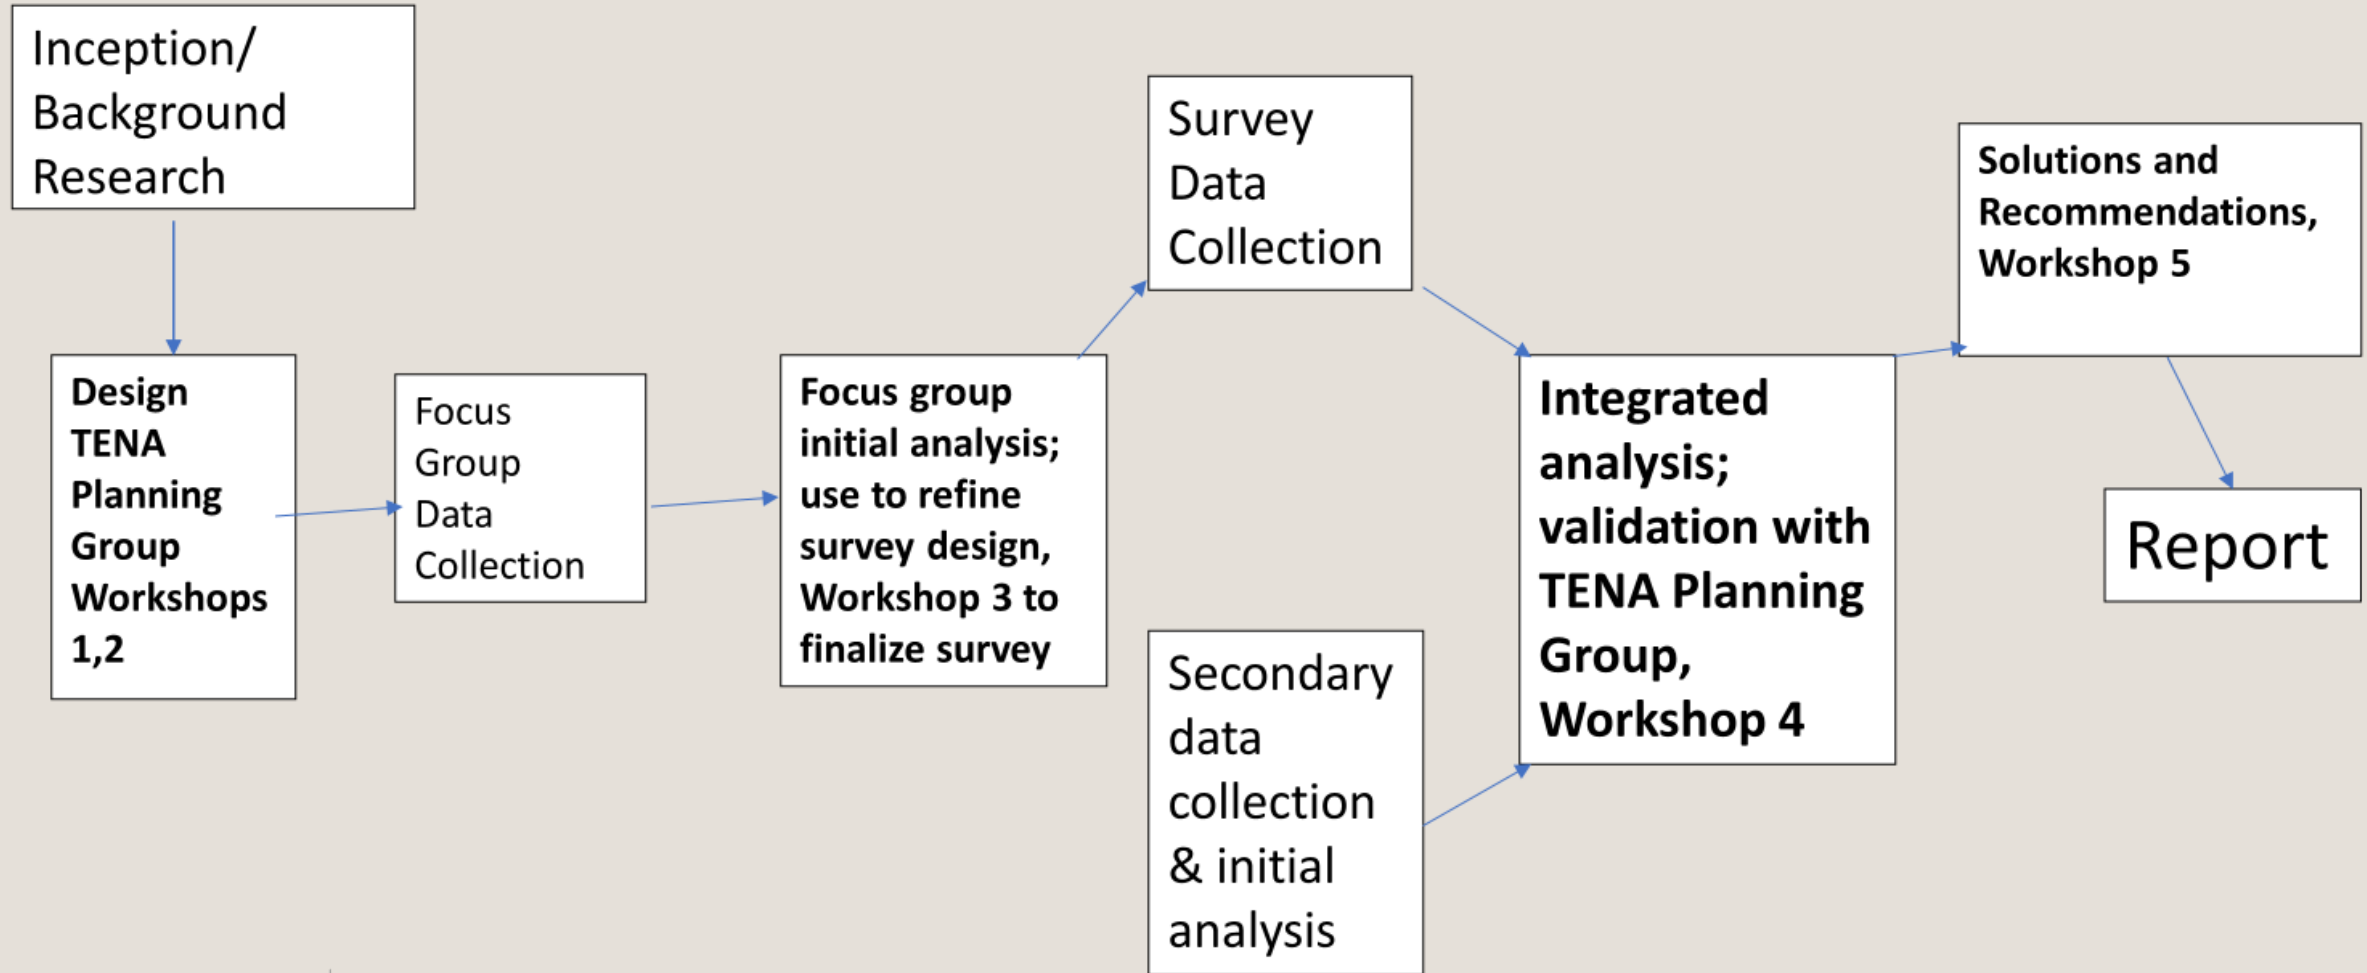 Inception/
Background
Research
Design
TENA
Planning
Group
Workshops
1,2
Focus
Group
Data
Collection
Focus group
initial analysis;
use to refine
survey design,
Workshop 3 to
finalize survey
Survey
Data
Collection
Secondary
data
collection
& initial
analysis
Integrated
analysis;
validation with
TENA Planning
Group,
Workshop 4
Solutions and
Recommendations,
Workshop 5
Report